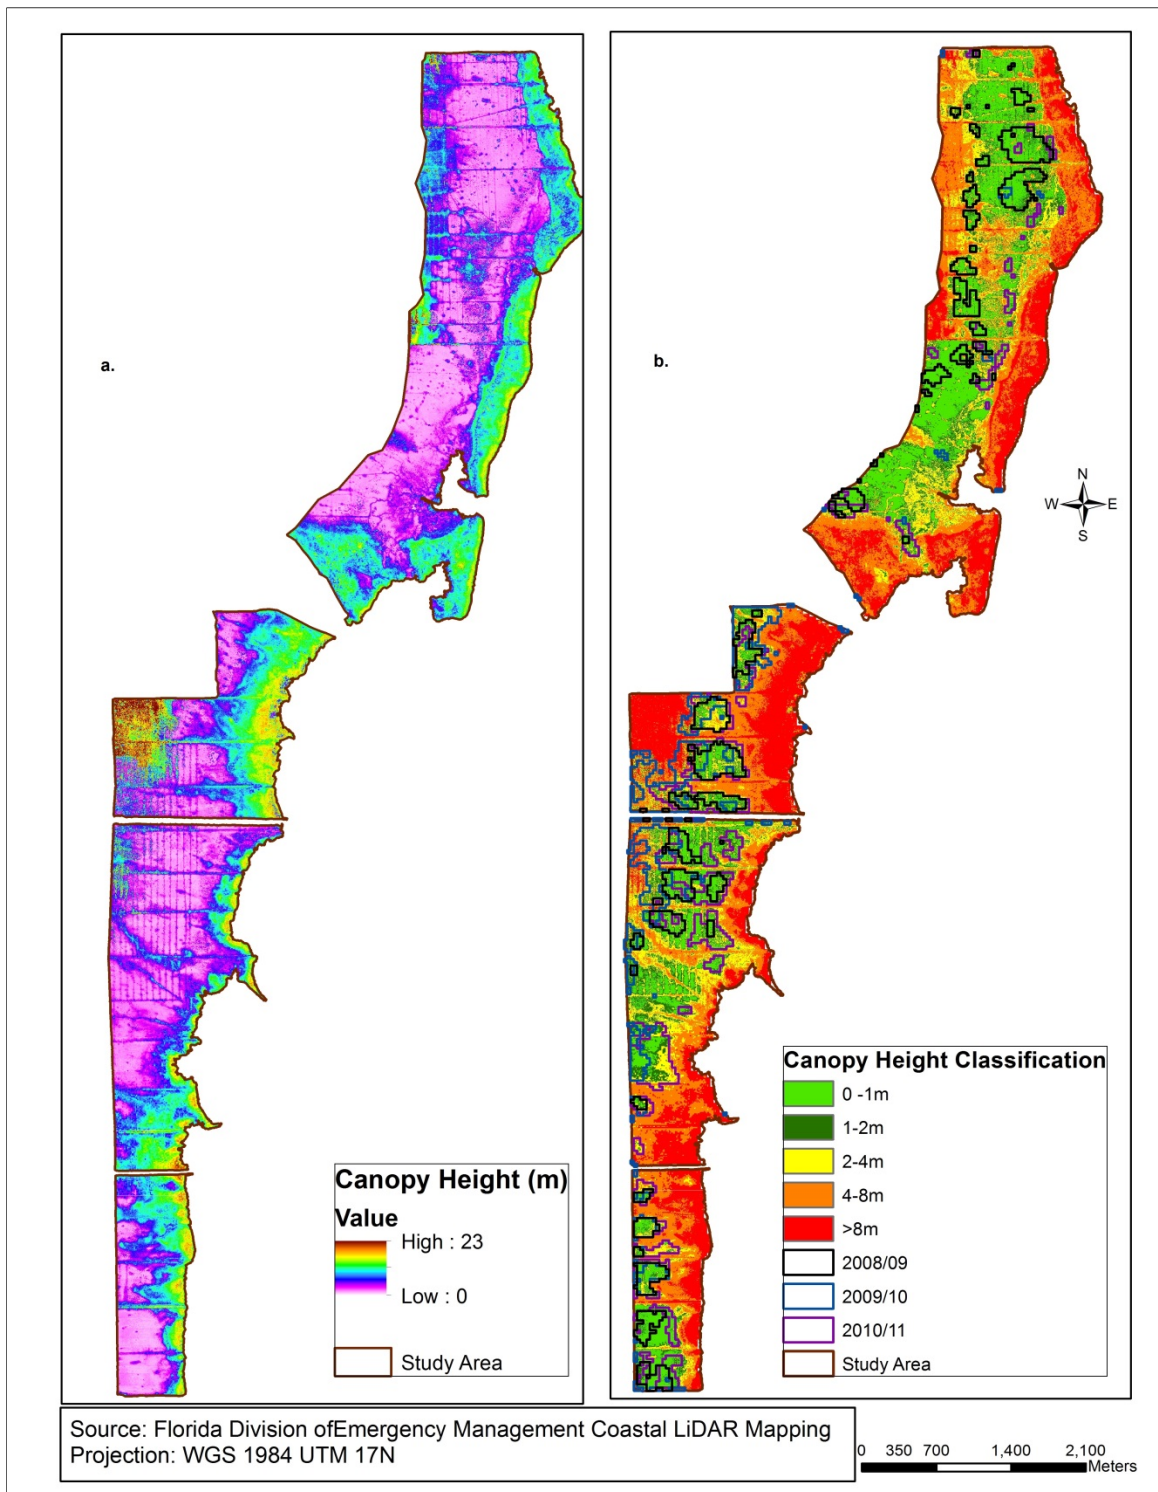 a.
Canopy Height (m)
Value
High : 23
Low : 0
Study Area
b.
N
W E
S
Canopy Height Classification
0 -1m
1-2m
2-4m
4-8m
>8m
2008/09
2009/10
2010/11
Study Area
Source: Florida Division ofEmergency Management Coastal LiDAR Mapping
Projection: WGS 1984 UTM 17N
0 350 700 1,400 2,100
Meters